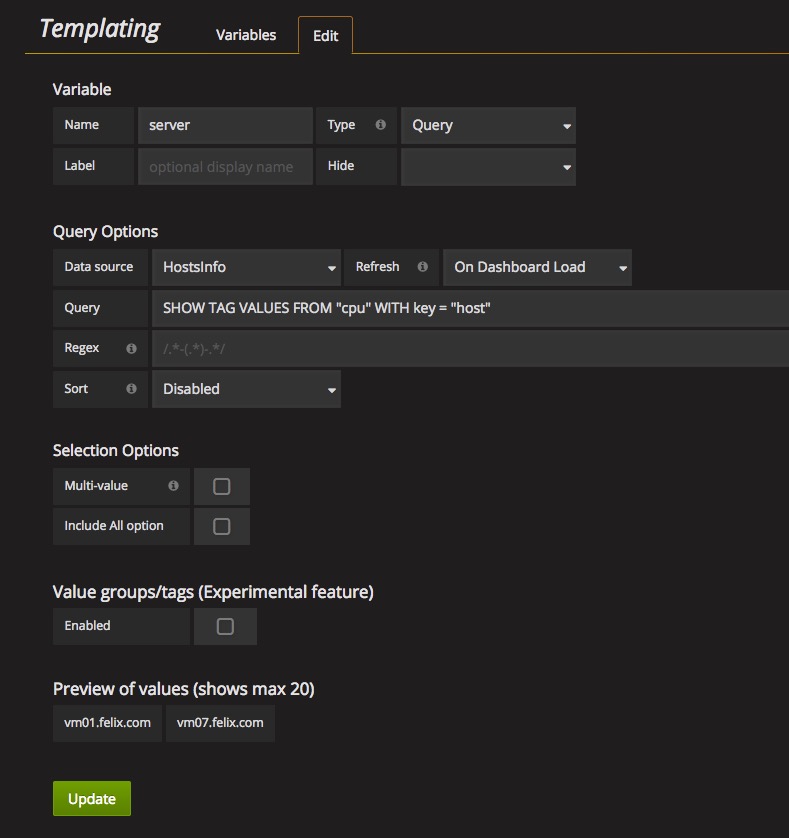 Templating Variables Edit
Variable
Name server Type Query
Label optional display name Hide
Query Options
Data source HostsInfo Refresh On Dashboard Load
Query SHOW TAG VALUES FROM "cpu" WITH key = "host"
Regex /.*-(.*)-.*/
Sort Disabled
Selection Options
Multi-value
Include All option
Value groups/tags (Experimental feature)
Enabled
Preview of values (shows max 20)
vm01.felix.com vm07.felix.com
Update